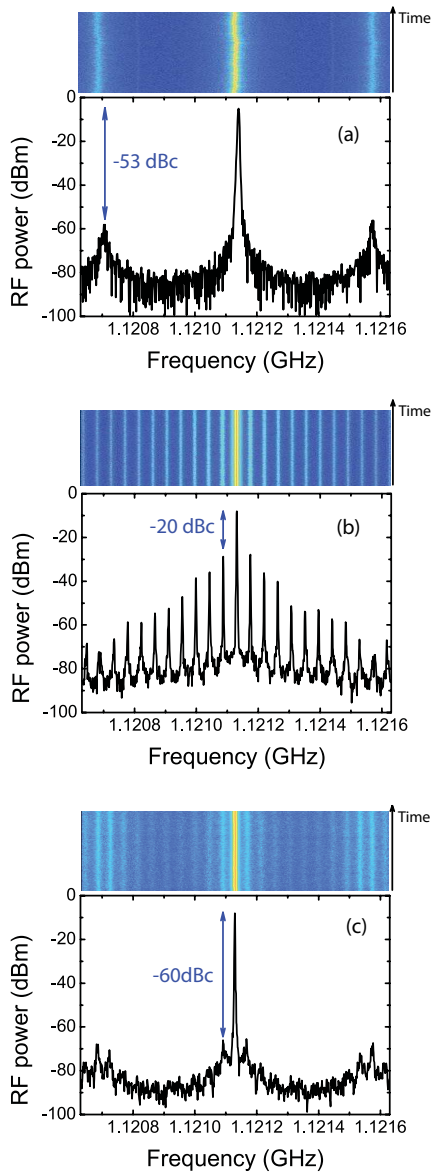 Time
0
-20
-40
-60
-80
-100
RF power (dBm)
-53 dBc
(a)
1.1208 1.1210 1.1212 1.1214 1.1216
Frequency (GHz)
Time
0
-20
-40
-60
-80
-100
RF power (dBm)
-20 dBc
(b)
1.1208 1.1210 1.1212 1.1214 1.1216
Frequency (GHz)
Time
0
-20
-40
-60
-80
-100
RF power (dBm)
-60dBc
(c)
1.1208 1.1210 1.1212 1.1214 1.1216
Frequency (GHz)